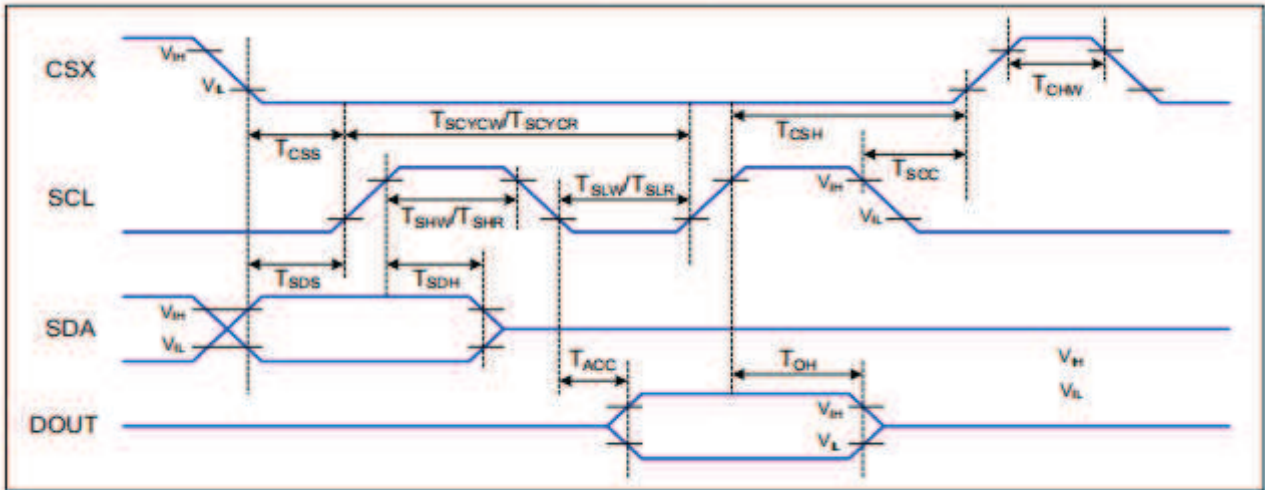 CSX
VIH
VIL
TCHW
TSCYCW/TSCYCR
TCSH
TCSS
TSCC
SCL
TSLW/TSLR
VIH
TSHW/TSHR
VIL
TSDS
TSDH
SDA
VIH
VIL
TACC
TOH
VIH
VIL
DOUT
VIH
VIL